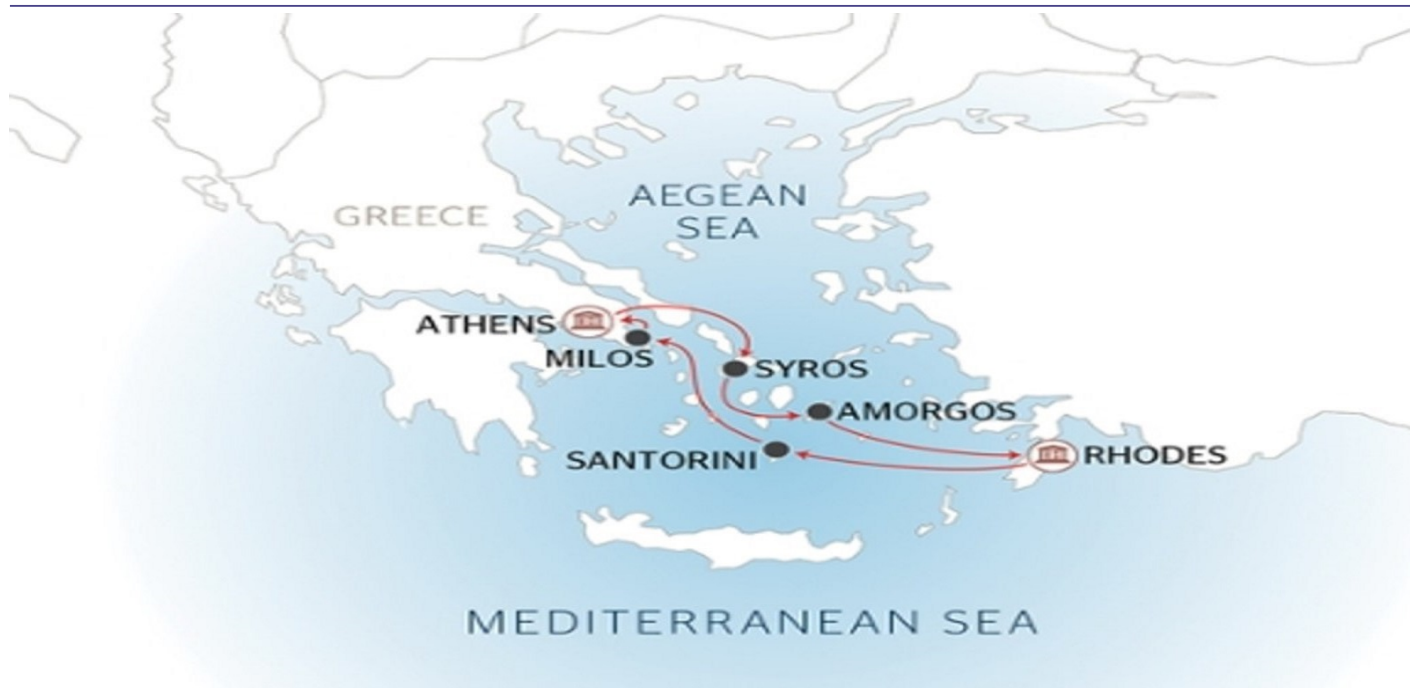 AEGEAN
SEA
GREECE
ATHENS
MILOS
SYROS
AMORGOS
SANTORINI
RHODES
MEDITERRANEAN SEA